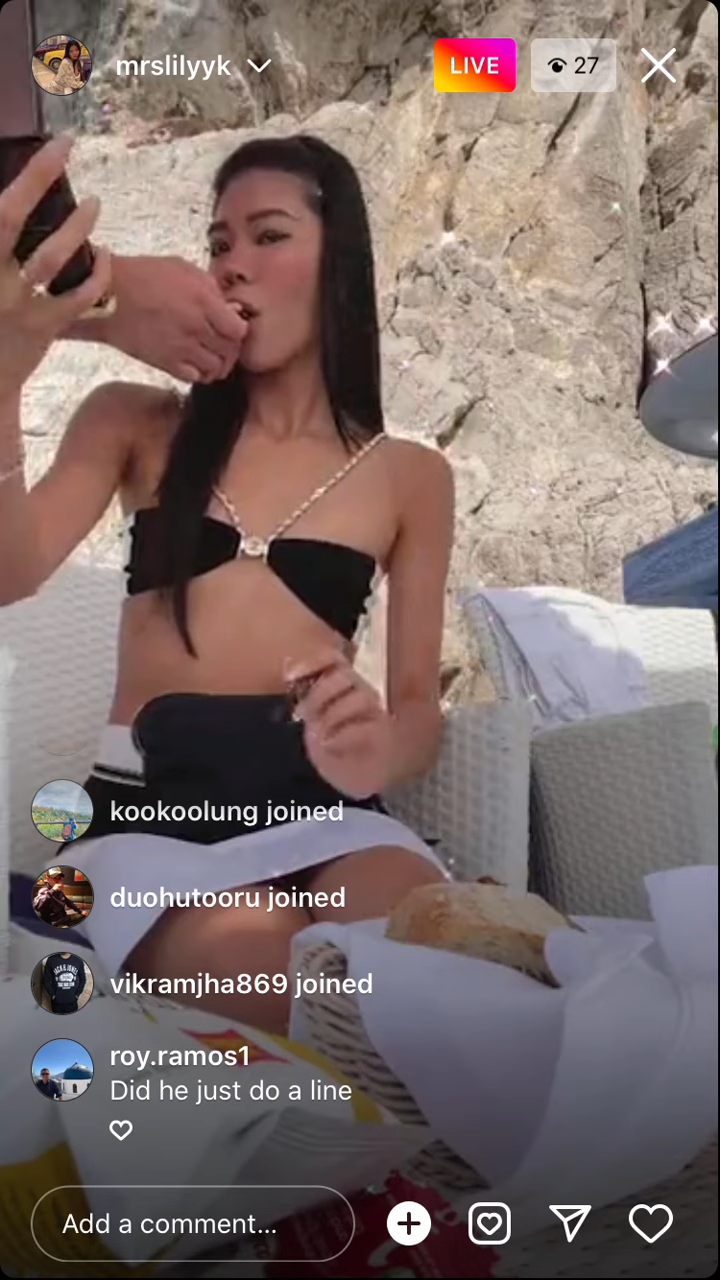 mrslilyyk
LIVE
27
kookoolung joined
duohutooru joined
vikramjha869 joined
roy.ramos1
Did he just do a line
Add a comment...